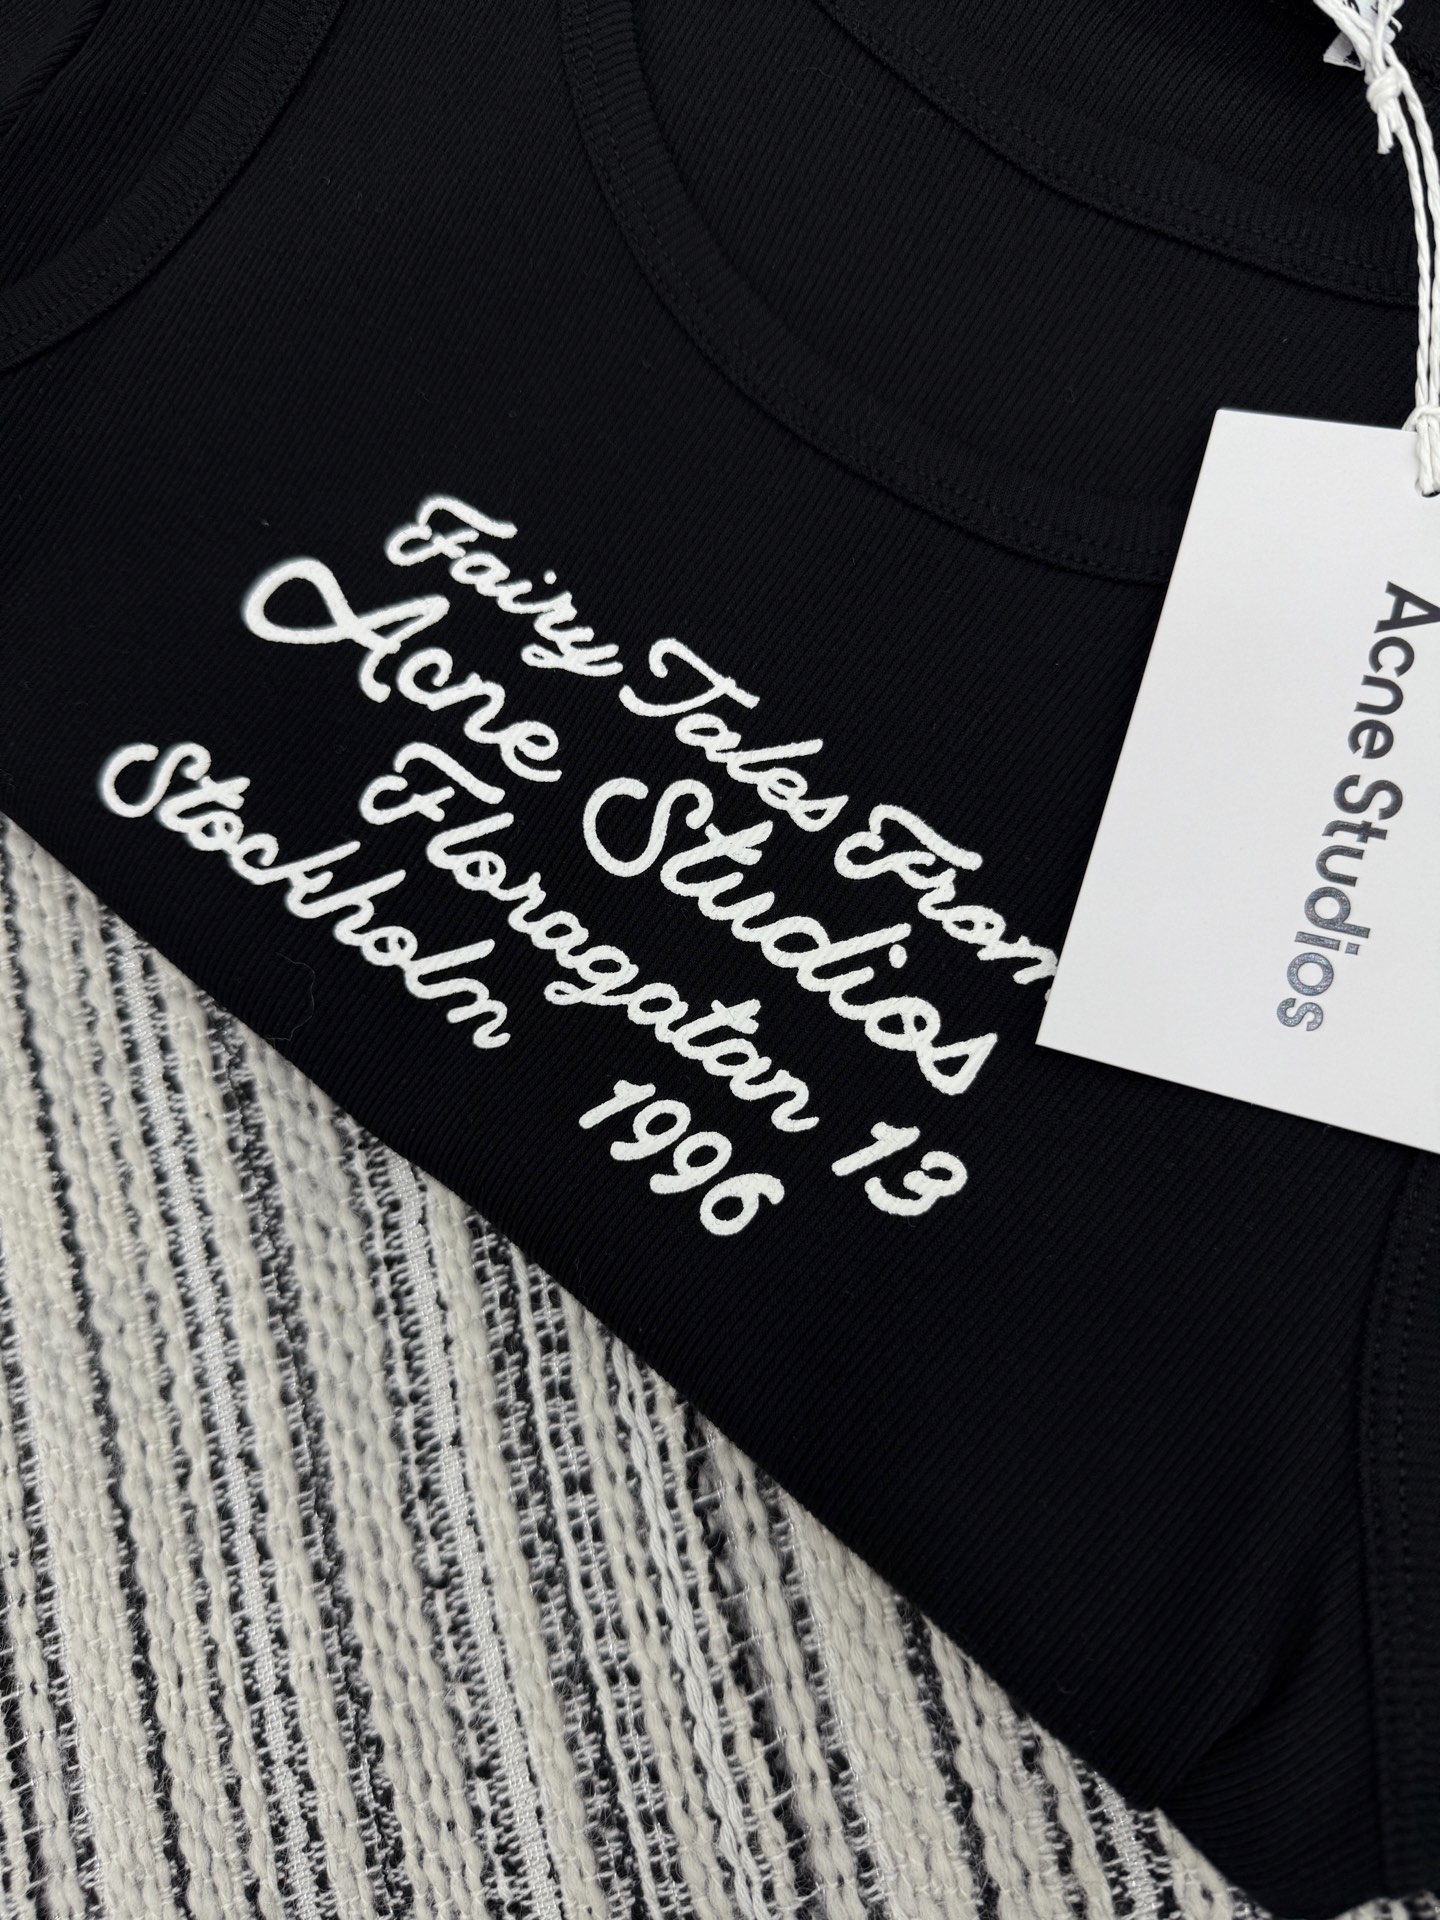 Fairy Tales From
Acne Studios
Floragatan 13
Stockholm 1996
Acne Studios